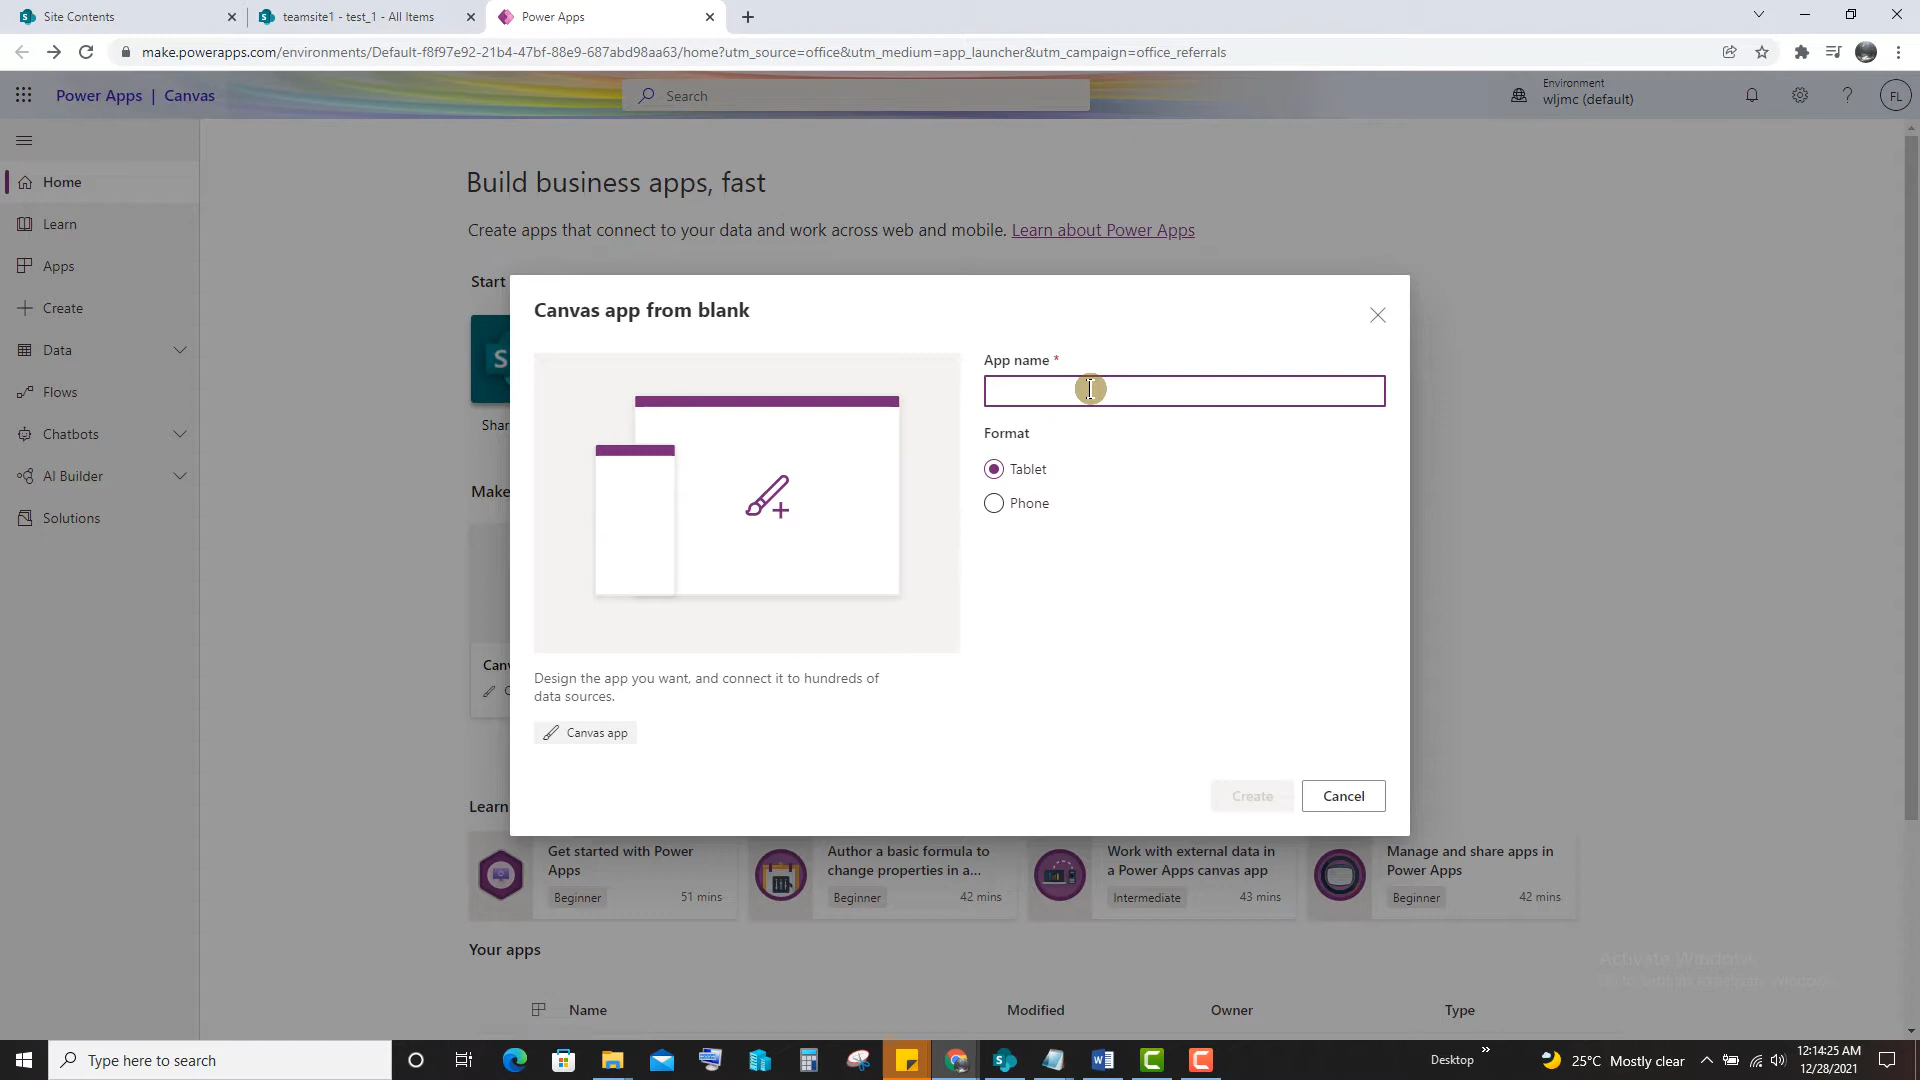 Site Contents
teamsite1 - test_1 - All Items
Power Apps
make.powerapps.com/environments/Default-f8f97e92-21b4-47bf-88e9-687abd98aa63/home?utm_source=office&utm_medium=app_launcher&utm_campaign=office_referrals
Power Apps | Canvas
Search
Environment
wljmc (default)
FL
Home
Learn
Apps
Create
Data
Flows
Chatbots
AI Builder
Solutions
Build business apps, fast
Create apps that connect to your data and work across web and mobile. Learn about Power Apps
Start
S
Shar
Make
Canv
C
Canvas app from blank
App name *
Format
Tablet
Phone
Design the app you want, and connect it to hundreds of
data sources.
Canvas app
Create
Cancel
Learn
Get started with Power
Apps
Beginner
51 mins
Author a basic formula to
change properties in a...
Beginner
42 mins
Work with external data in
a Power Apps canvas app
Intermediate
43 mins
Manage and share apps in
Power Apps
Beginner
42 mins
Your apps
Activate Windows
Name
Modified
Owner
Type
Type here to search
Desktop
25°C Mostly clear
12:14:25 AM
12/28/2021